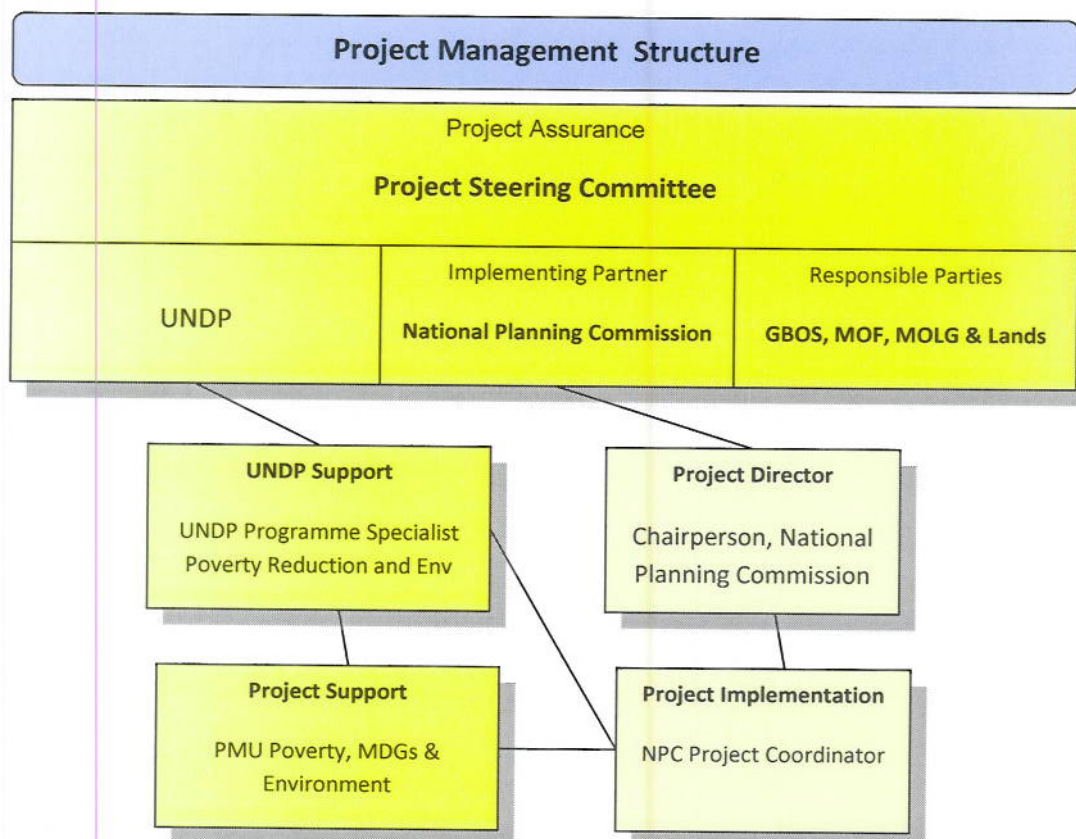 Project Management Structure
Project Assurance
Project Steering Committee
UNDP
Implementing Partner
National Planning Commission
Responsible Parties
GBOS, MOF, MOLG & Lands
UNDP Support
UNDP Programme Specialist
Poverty Reduction and Env
Project Director
Chairperson, National
Planning Commission
Project Support
PMU Poverty, MDGs &
Environment
Project Implementation
NPC Project Coordinator